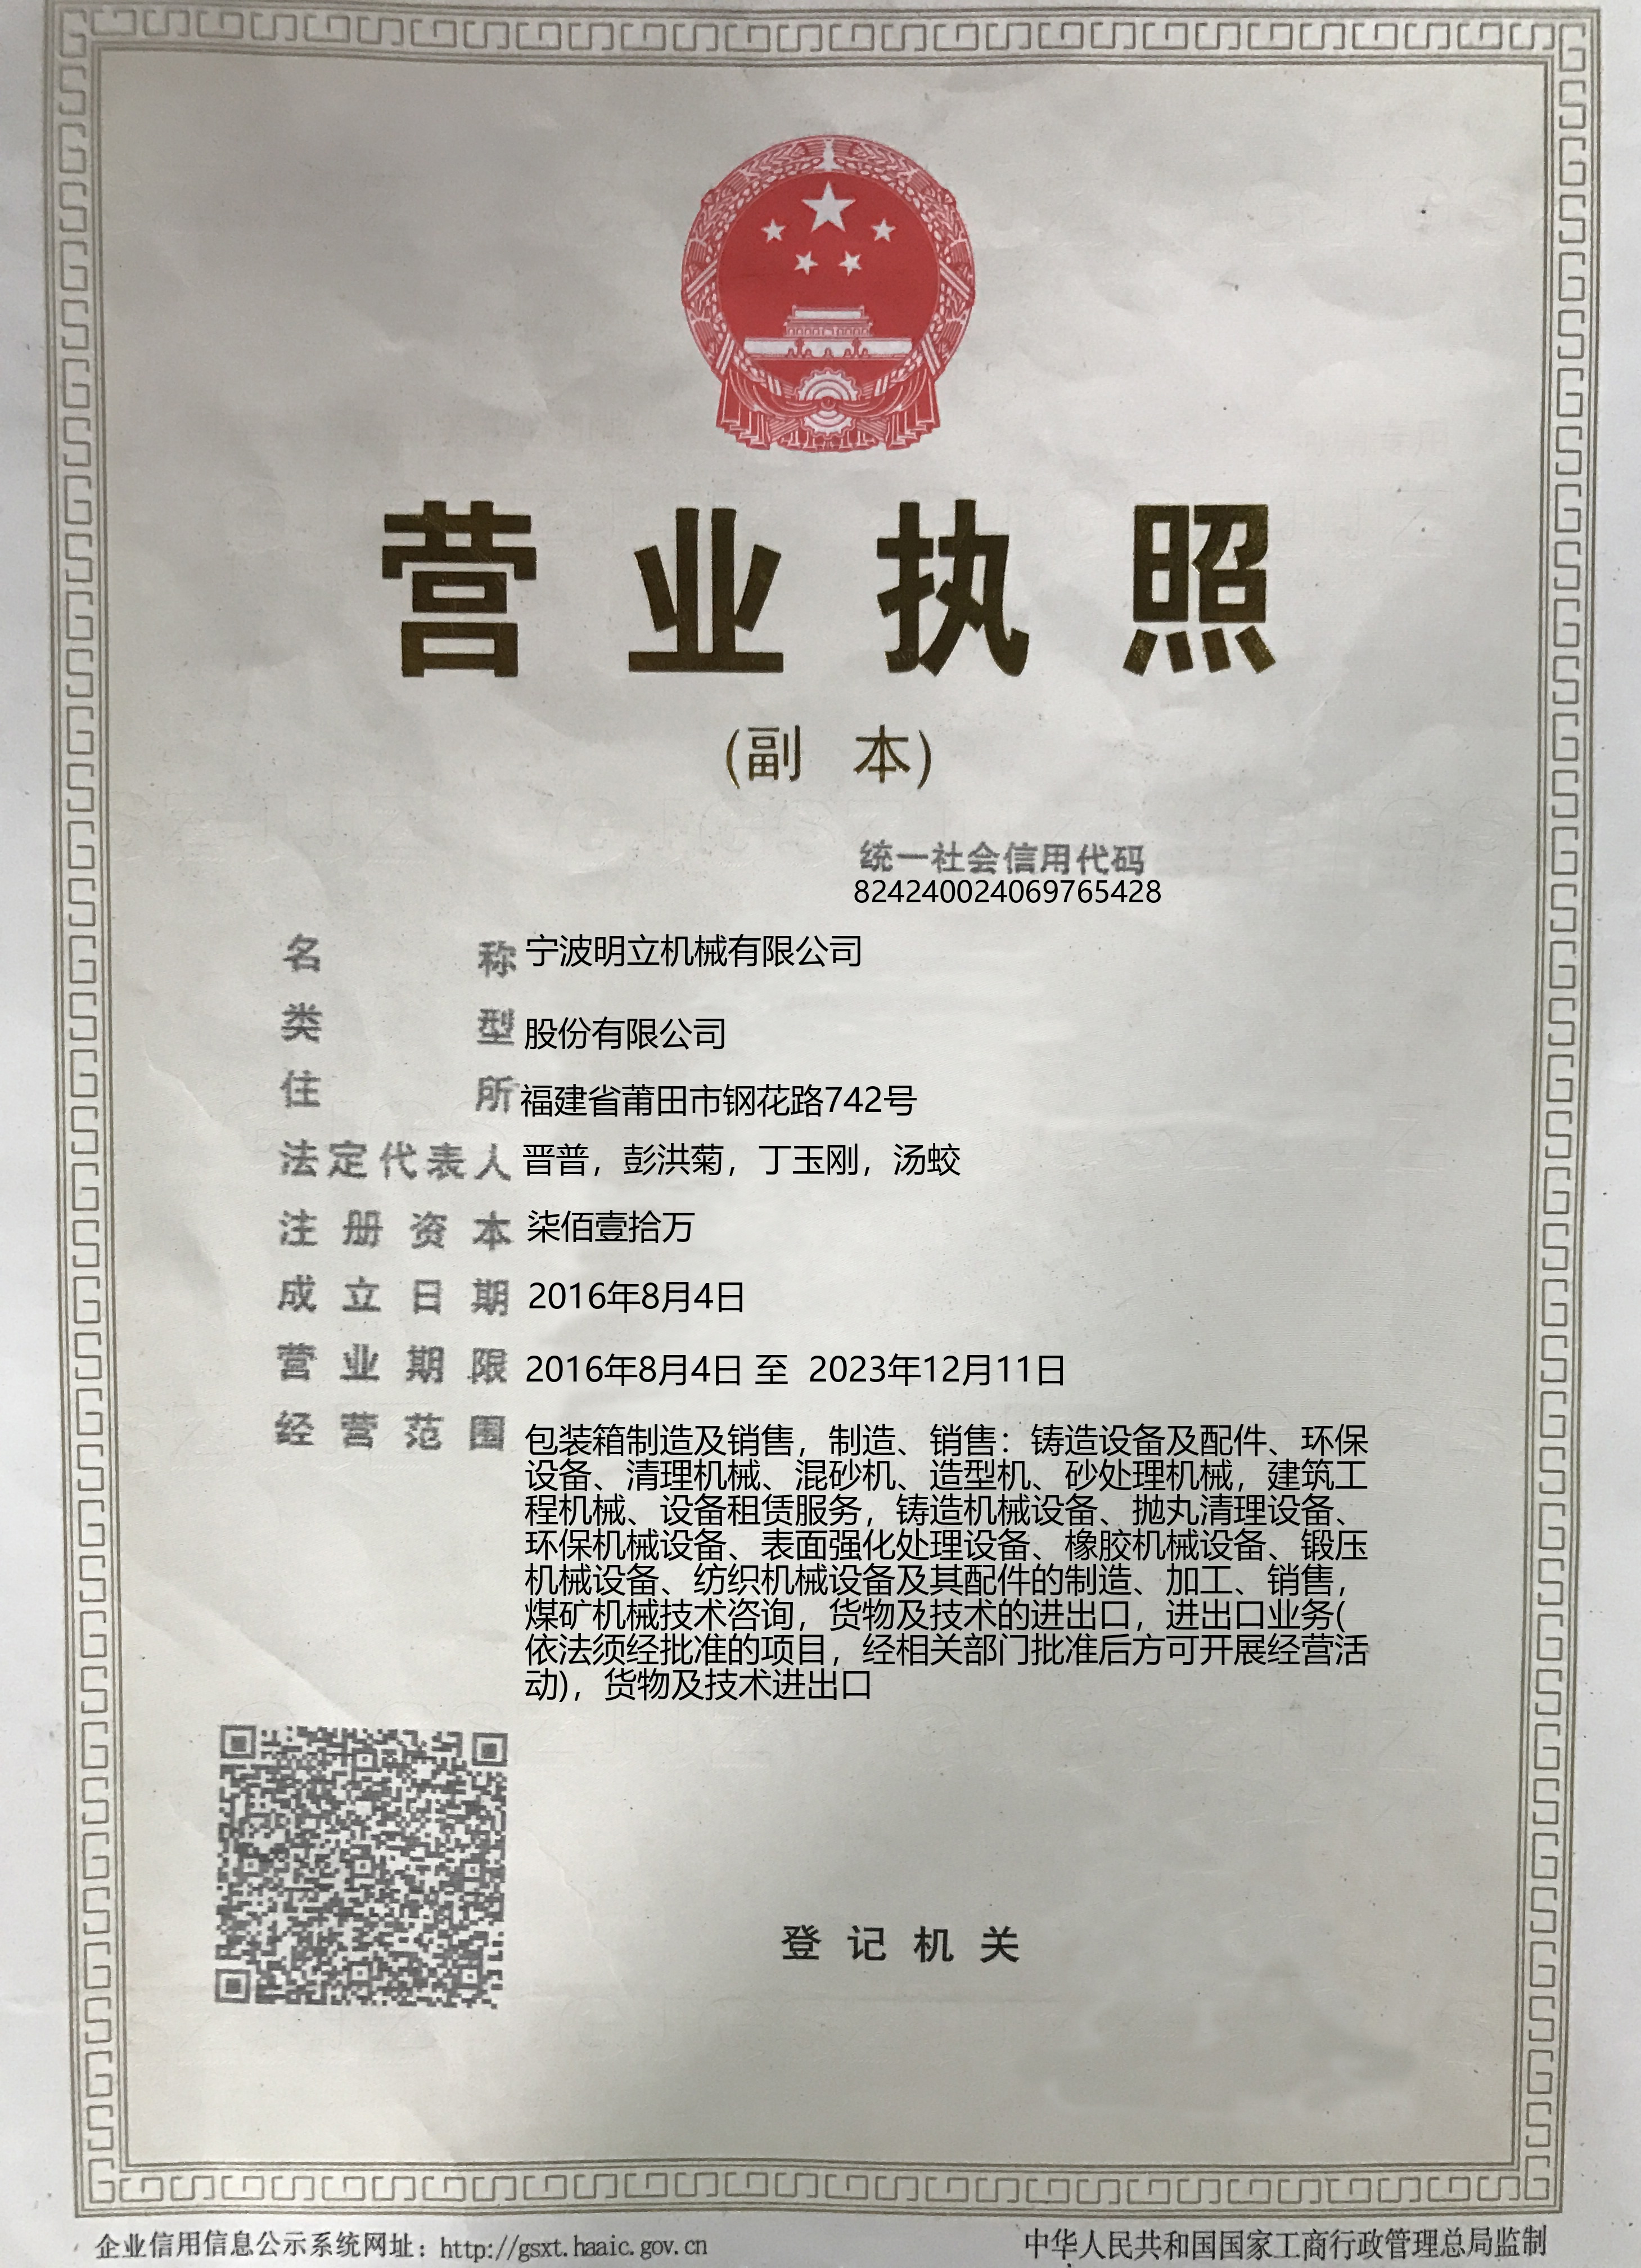 营业执照
(副 本)
统一社会信用代码
824240024069765428
名 称 宁波明立机械有限公司
类 型 股份有限公司
住 所 福建省莆田市钢花路742号
法定代表人 晋普，彭洪菊，丁玉刚，汤蛟
注册资本 柒佰壹拾万
成立日期 2016年8月4日
营业期限 2016年8月4日 至 2023年12月11日
经营范围 包装箱制造及销售，制造、销售：铸造设备及配件、环保
设备、清理机械、混砂机、造型机、砂处理机械，建筑工
程机械、设备租赁服务，铸造机械设备、抛丸清理设备、
环保机械设备、表面强化处理设备、橡胶机械设备、锻压
机械设备、纺织机械设备及其配件的制造、加工、销售，
煤矿机械技术咨询，货物及技术的进出口，进出口业务(
依法须经批准的项目，经相关部门批准后方可开展经营活
动)，货物及技术进出口
登记机关
企业信用信息公示系统网址：http://gsxt.haaic.gov.cn
中华人民共和国国家工商行政管理总局监制